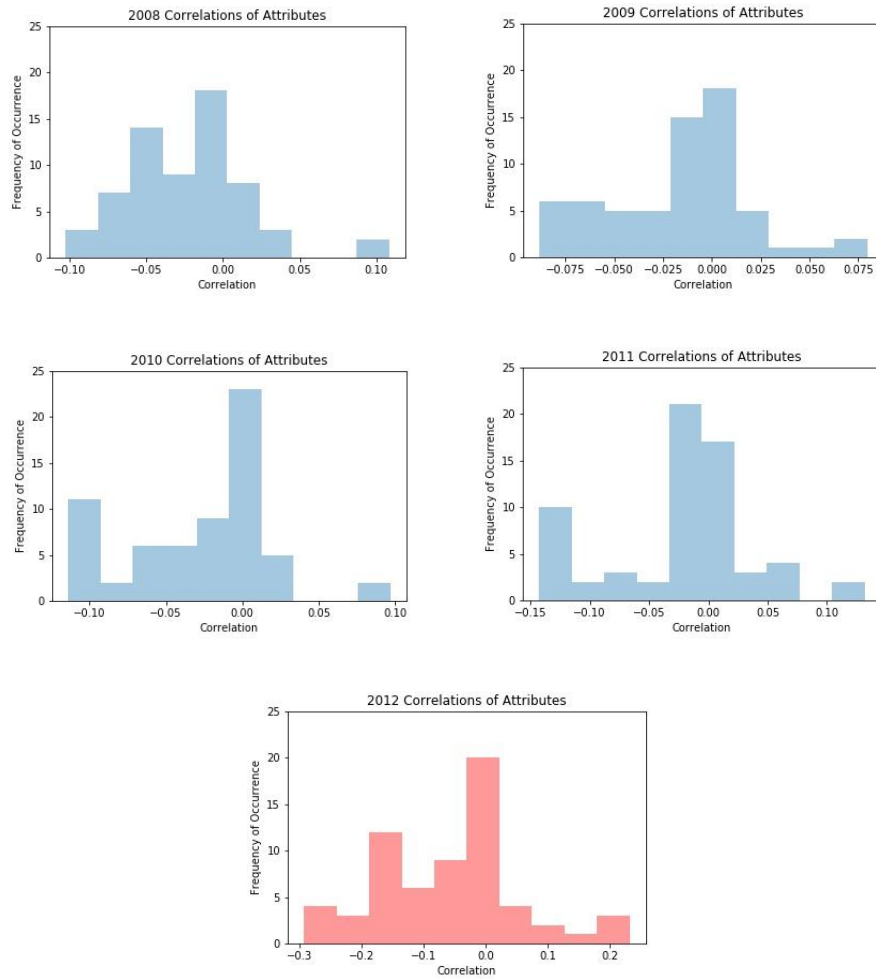 2008 Correlations of Attributes
25
20
15
10
5
0
Frequency of Occurrence
−0.10 −0.05 0.00 0.05 0.10
Correlation
2009 Correlations of Attributes
25
20
15
10
5
0
Frequency of Occurrence
−0.075 −0.050 −0.025 0.000 0.025 0.050 0.075
Correlation
2010 Correlations of Attributes
25
20
15
10
5
0
Frequency of Occurrence
−0.10 −0.05 0.00 0.05 0.10
Correlation
2011 Correlations of Attributes
25
20
15
10
5
0
Frequency of Occurrence
−0.15 −0.10 −0.05 0.00 0.05 0.10
Correlation
2012 Correlations of Attributes
25
20
15
10
5
0
Frequency of Occurrence
−0.3 −0.2 −0.1 0.0 0.1 0.2
Correlation